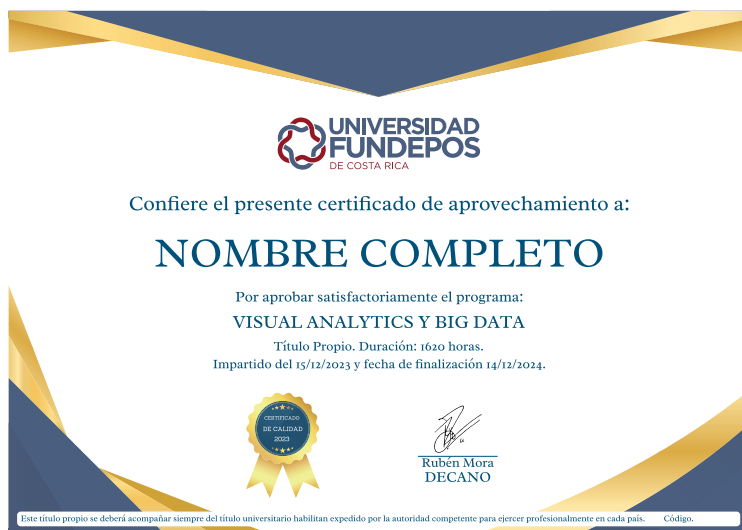 UNIVERSIDAD
FUNDEPOS
DE COSTA RICA
Confiere el presente certificado de aprovechamiento a:
NOMBRE COMPLETO
Por aprobar satisfactoriamente el programa:
VISUAL ANALYTICS Y BIG DATA
Título Propio. Duración: 1620 horas.
Impartido del 15/12/2023 y fecha de finalización 14/12/2024.
CERTIFICADO
DE CALIDAD
2023
Rubén Mora
DECANO
Este título propio se deberá acompañar siempre del título universitario habilitan expedido por la autoridad competente para ejercer profesionalmente en cada país. Código.